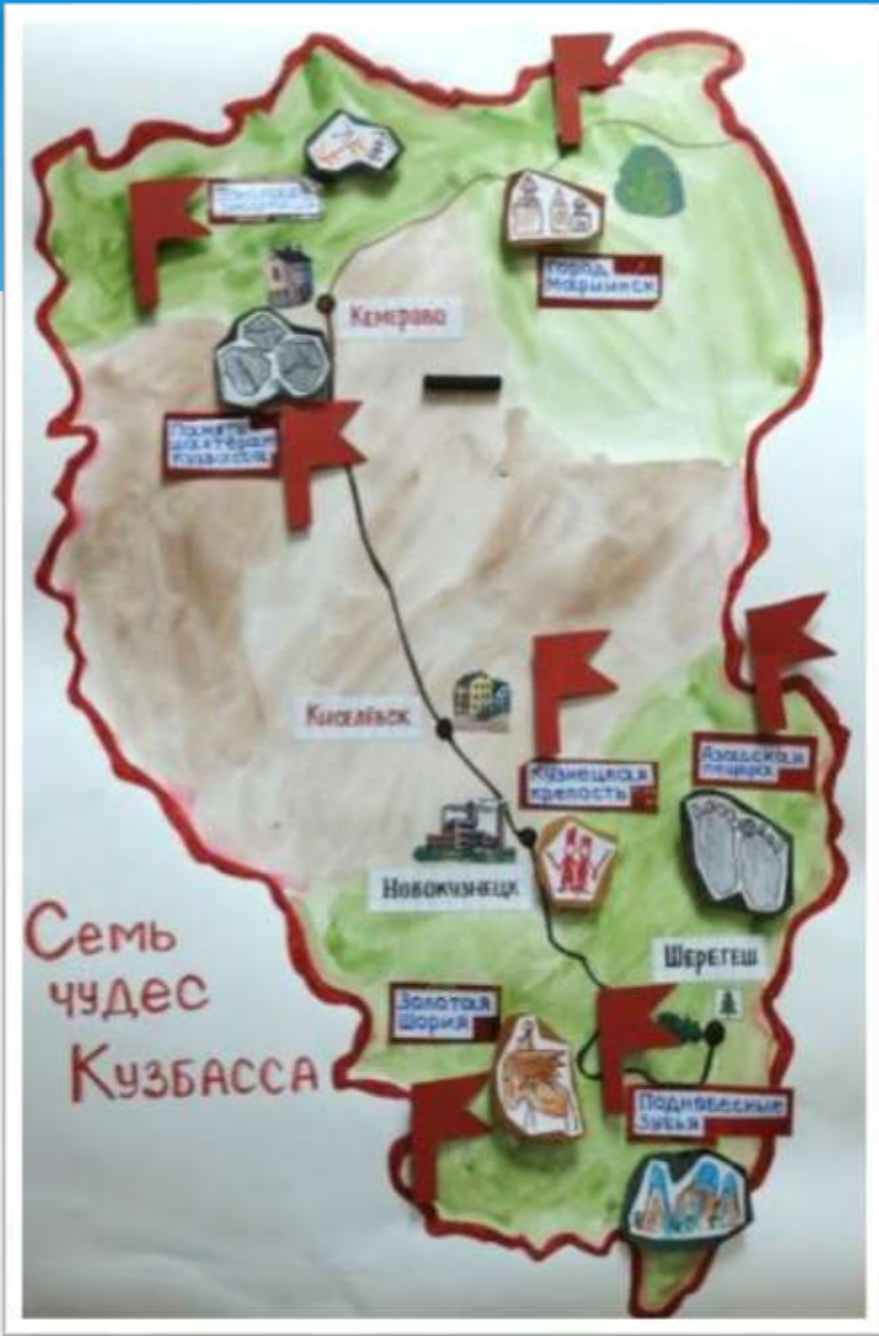 Кемерово
Город
Мариинск
Память
шахтёрам
Кузбасса
Киселёвск
Кузнецкая
крепость
Азасская
пещера
Новокузнецк
Шерегеш
Семь
чудес
Кузбасса
Золотая
Шория
Поднебесные
Зубья